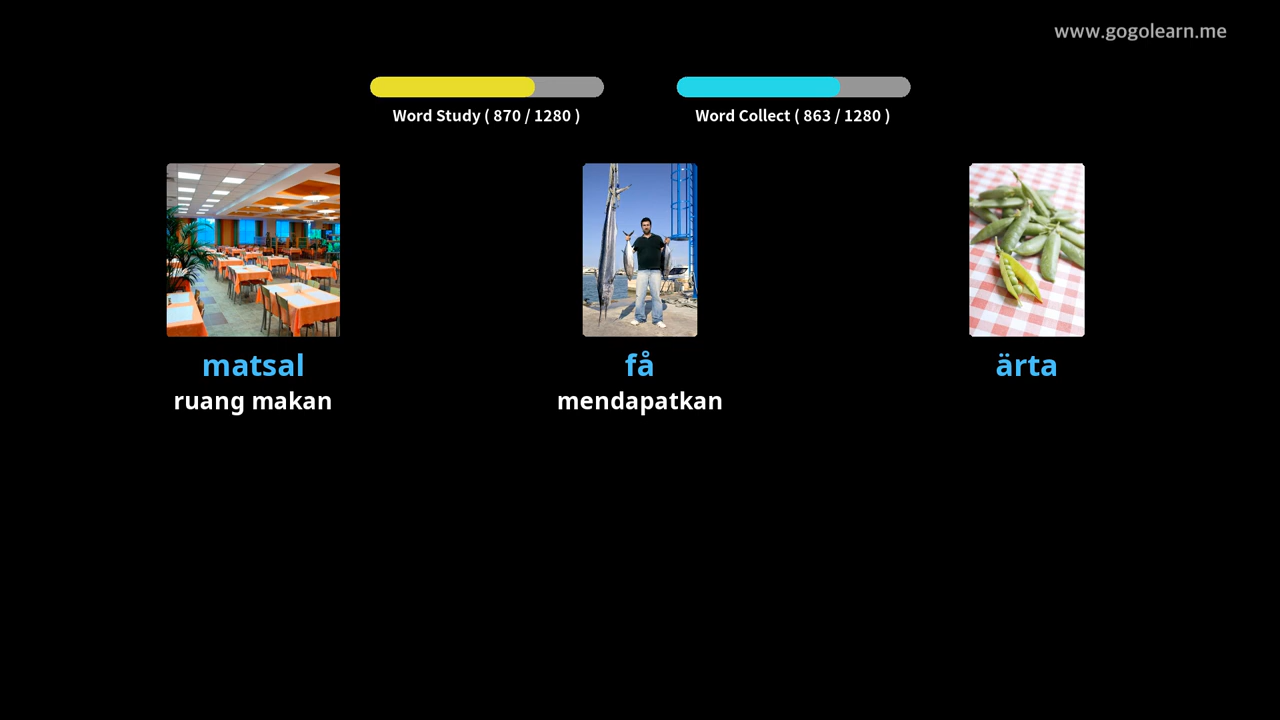 www.gogolearn.me
Word Study ( 870 / 1280 )
Word Collect ( 863 / 1280 )
matsal
ruang makan
få
mendapatkan
ärta